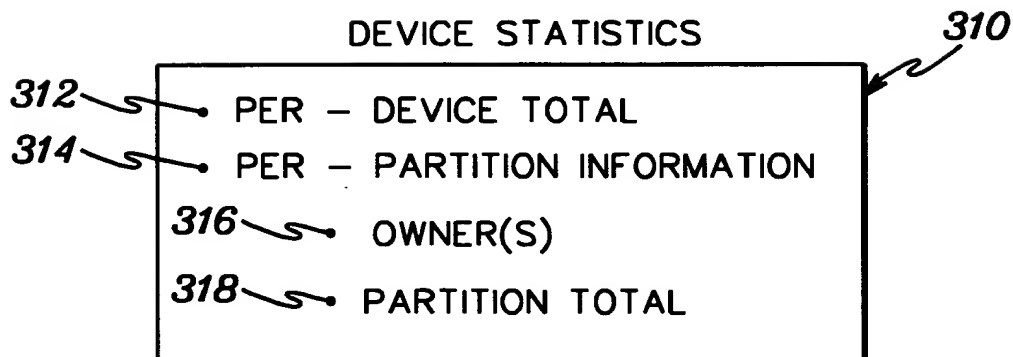 DEVICE STATISTICS
310
312 • PER – DEVICE TOTAL
314 • PER – PARTITION INFORMATION
316 • OWNER(S)
318 • PARTITION TOTAL